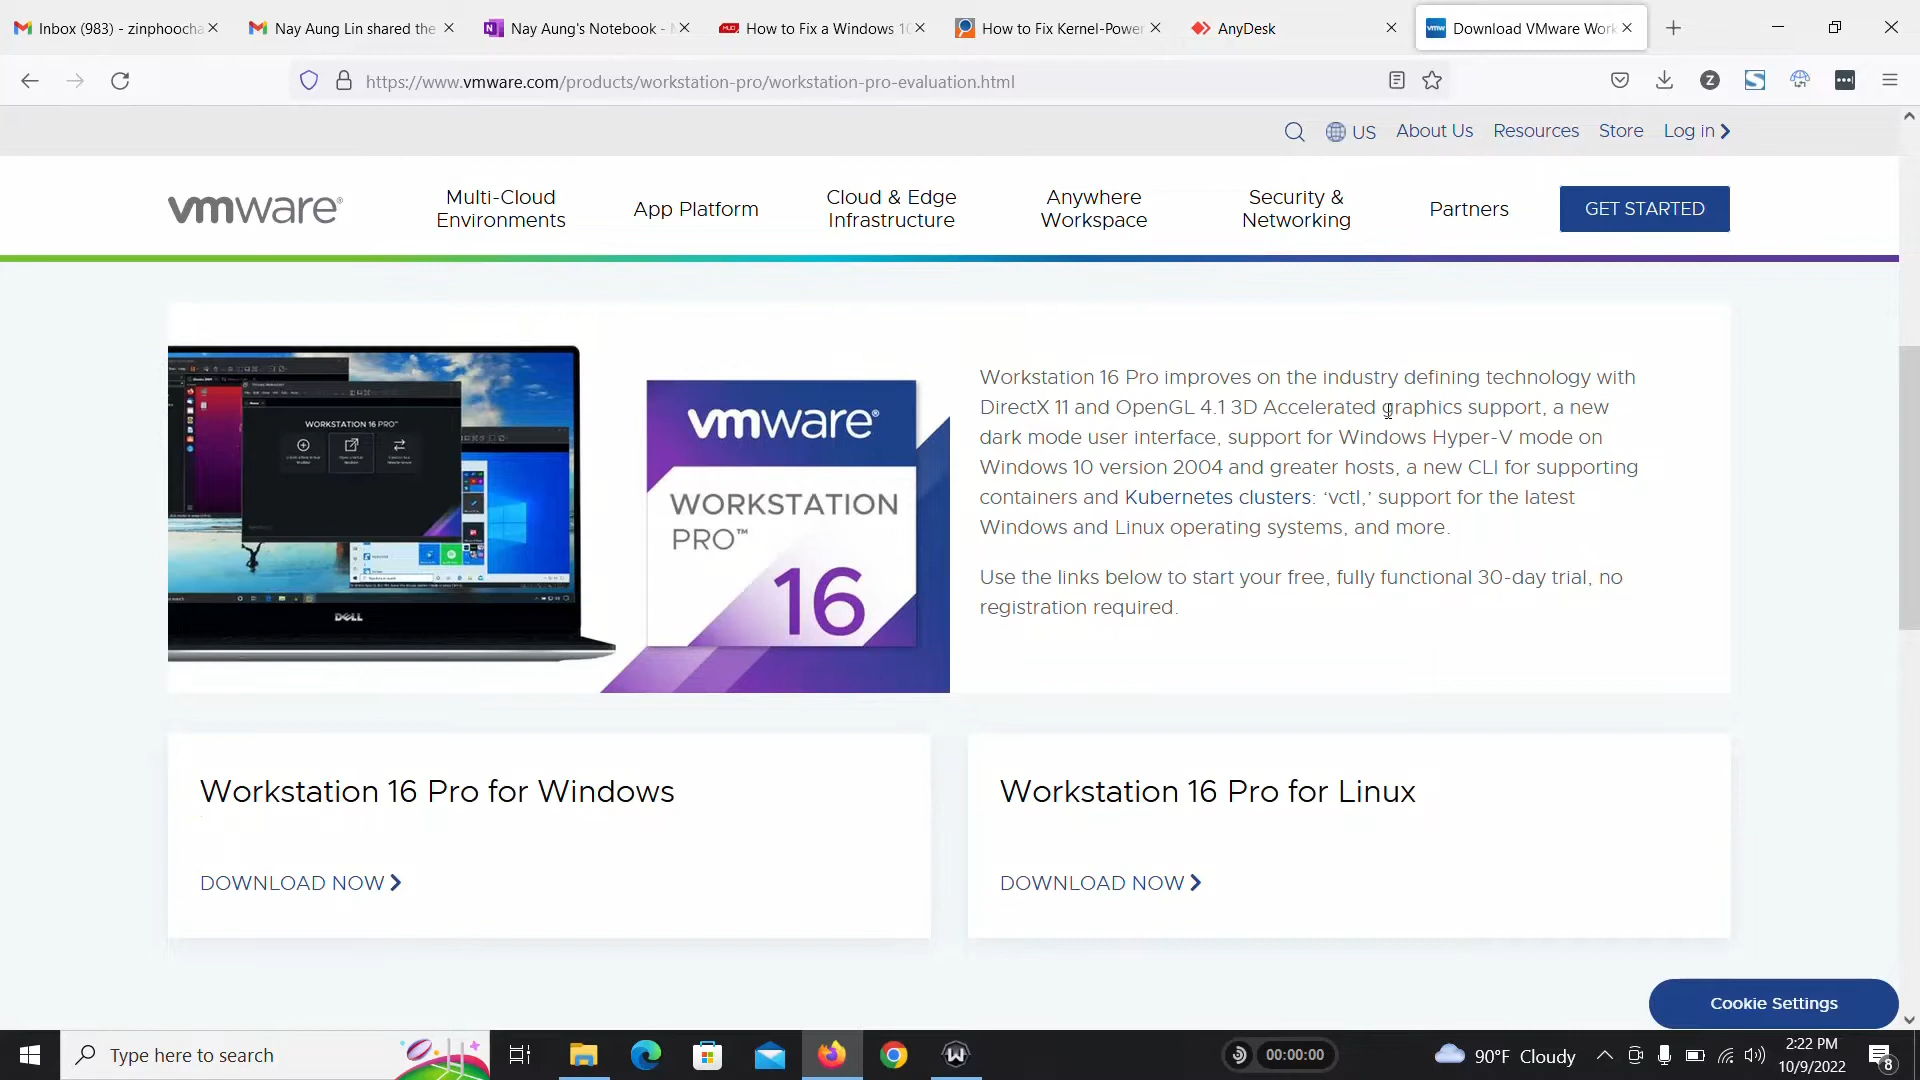 Inbox (983) - zinphoocha
Nay Aung Lin shared the
Nay Aung's Notebook -
How to Fix a Windows 10
How to Fix Kernel-Power
AnyDesk
Download VMware Work
https://www.vmware.com/products/workstation-pro/workstation-pro-evaluation.html
US
About Us
Resources
Store
Log in
vmware®
Multi-Cloud
Environments
App Platform
Cloud & Edge
Infrastructure
Anywhere
Workspace
Security &
Networking
Partners
GET STARTED
WORKSTATION 16 PRO™
DELL
vmware®
WORKSTATION
PRO™
16
Workstation 16 Pro improves on the industry defining technology with
DirectX 11 and OpenGL 4.1 3D Accelerated graphics support, a new
dark mode user interface, support for Windows Hyper-V mode on
Windows 10 version 2004 and greater hosts, a new CLI for supporting
containers and Kubernetes clusters: ‘vctl,’ support for the latest
Windows and Linux operating systems, and more.
Use the links below to start your free, fully functional 30-day trial, no
registration required.
Workstation 16 Pro for Windows
DOWNLOAD NOW
Workstation 16 Pro for Linux
DOWNLOAD NOW
Cookie Settings
Type here to search
00:00:00
90°F Cloudy
2:22 PM
10/9/2022
8